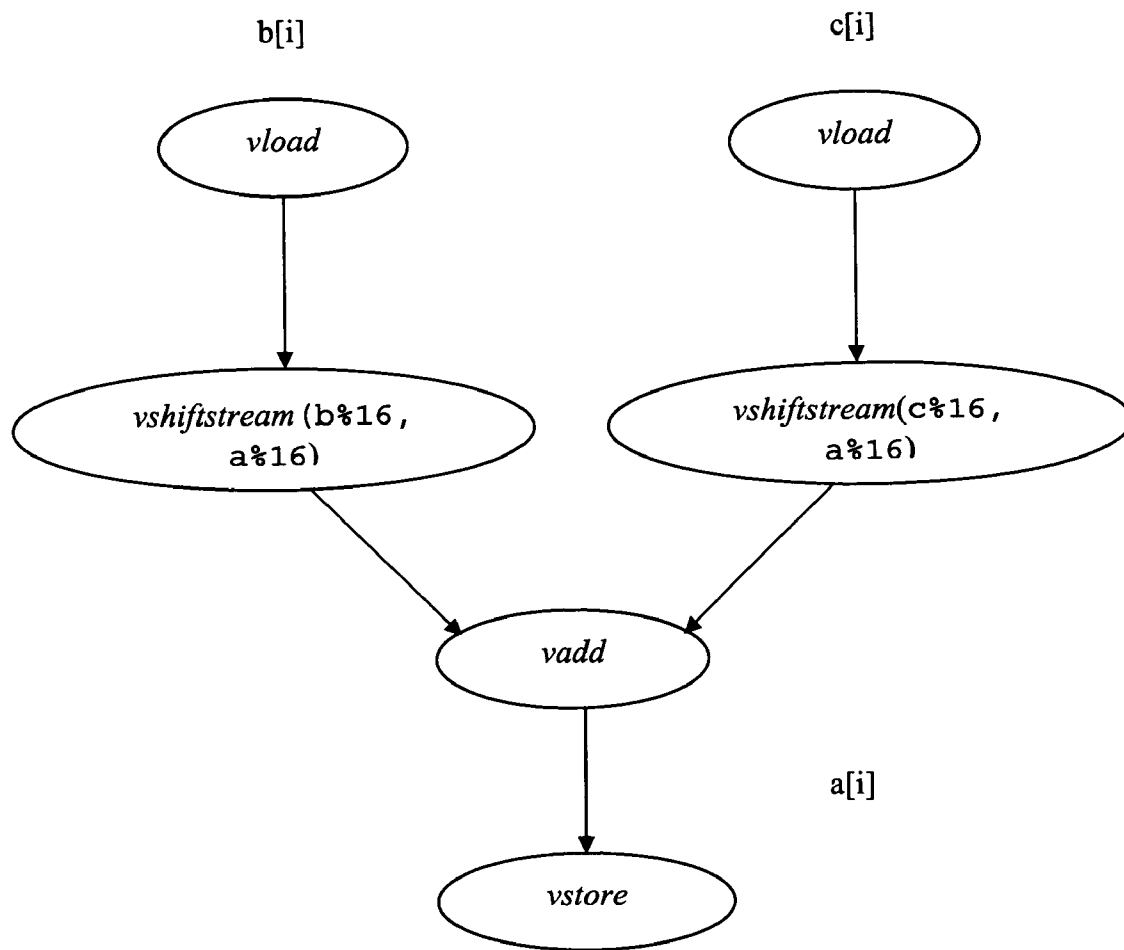 b[i]
c[i]
vload
vload
vshiftstream (b%16,
a%16)
vshiftstream(c%16,
a%16)
vadd
a[i]
vstore